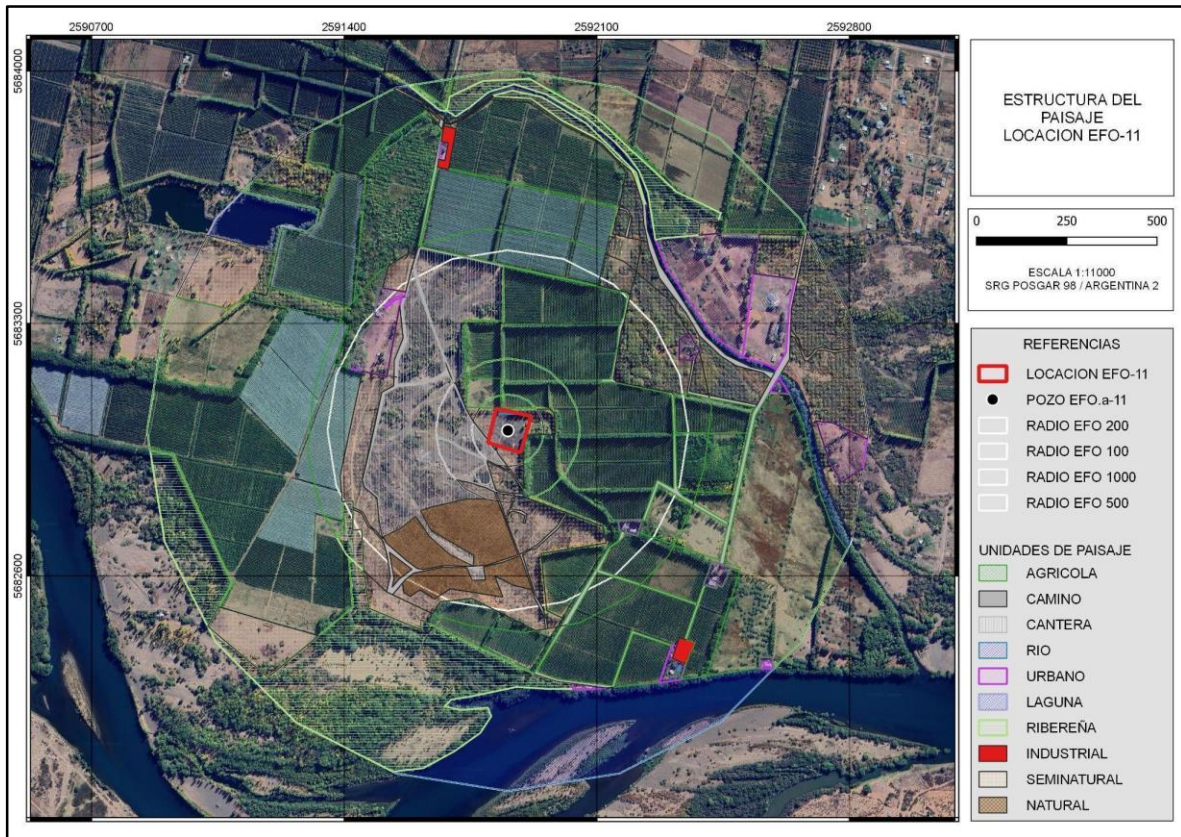 2590700
2591400
2592100
2592800
5684000
5683300
5682600
ESTRUCTURA DEL
PAISAJE
LOCACION EFO-11
0
250
500
ESCALA 1:11000
SRG POSGAR 98 / ARGENTINA 2
REFERENCIAS
LOCACION EFO-11
POZO EFO.a-11
RADIO EFO 200
RADIO EFO 100
RADIO EFO 1000
RADIO EFO 500
UNIDADES DE PAISAJE
AGRICOLA
CAMINO
CANTERA
RIO
URBANO
LAGUNA
RIBEREÑA
INDUSTRIAL
SEMINATURAL
NATURAL